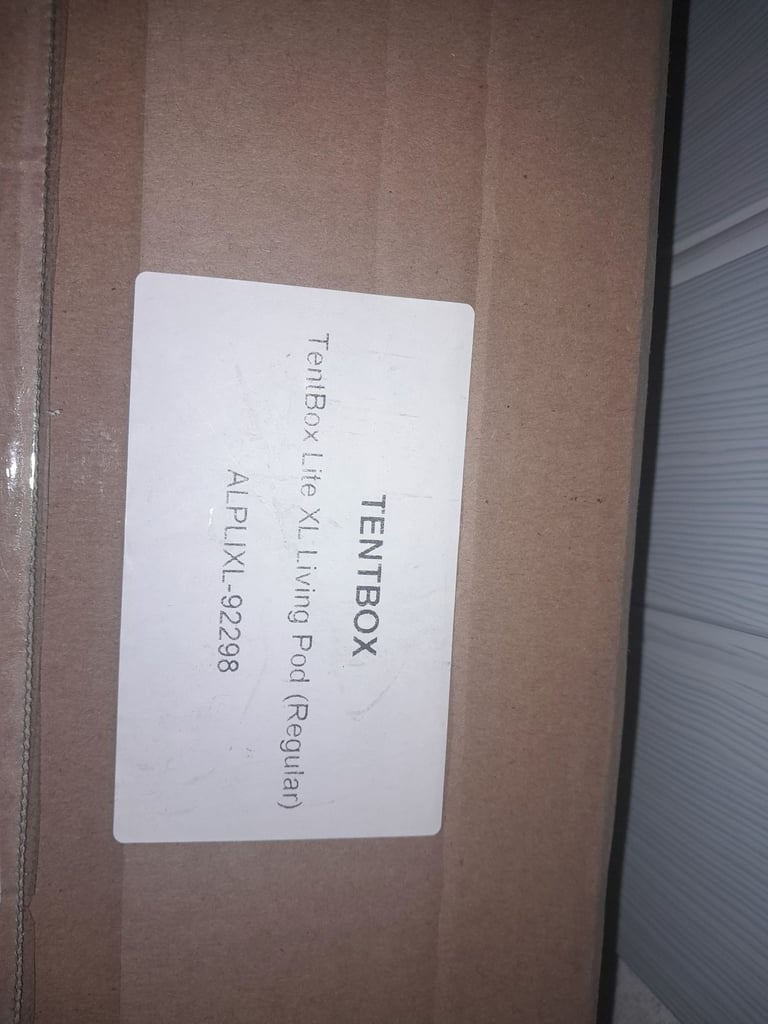 TENTBOX
TentBox Lite XL Living Pod (Regular)
ALPLIXL-92298